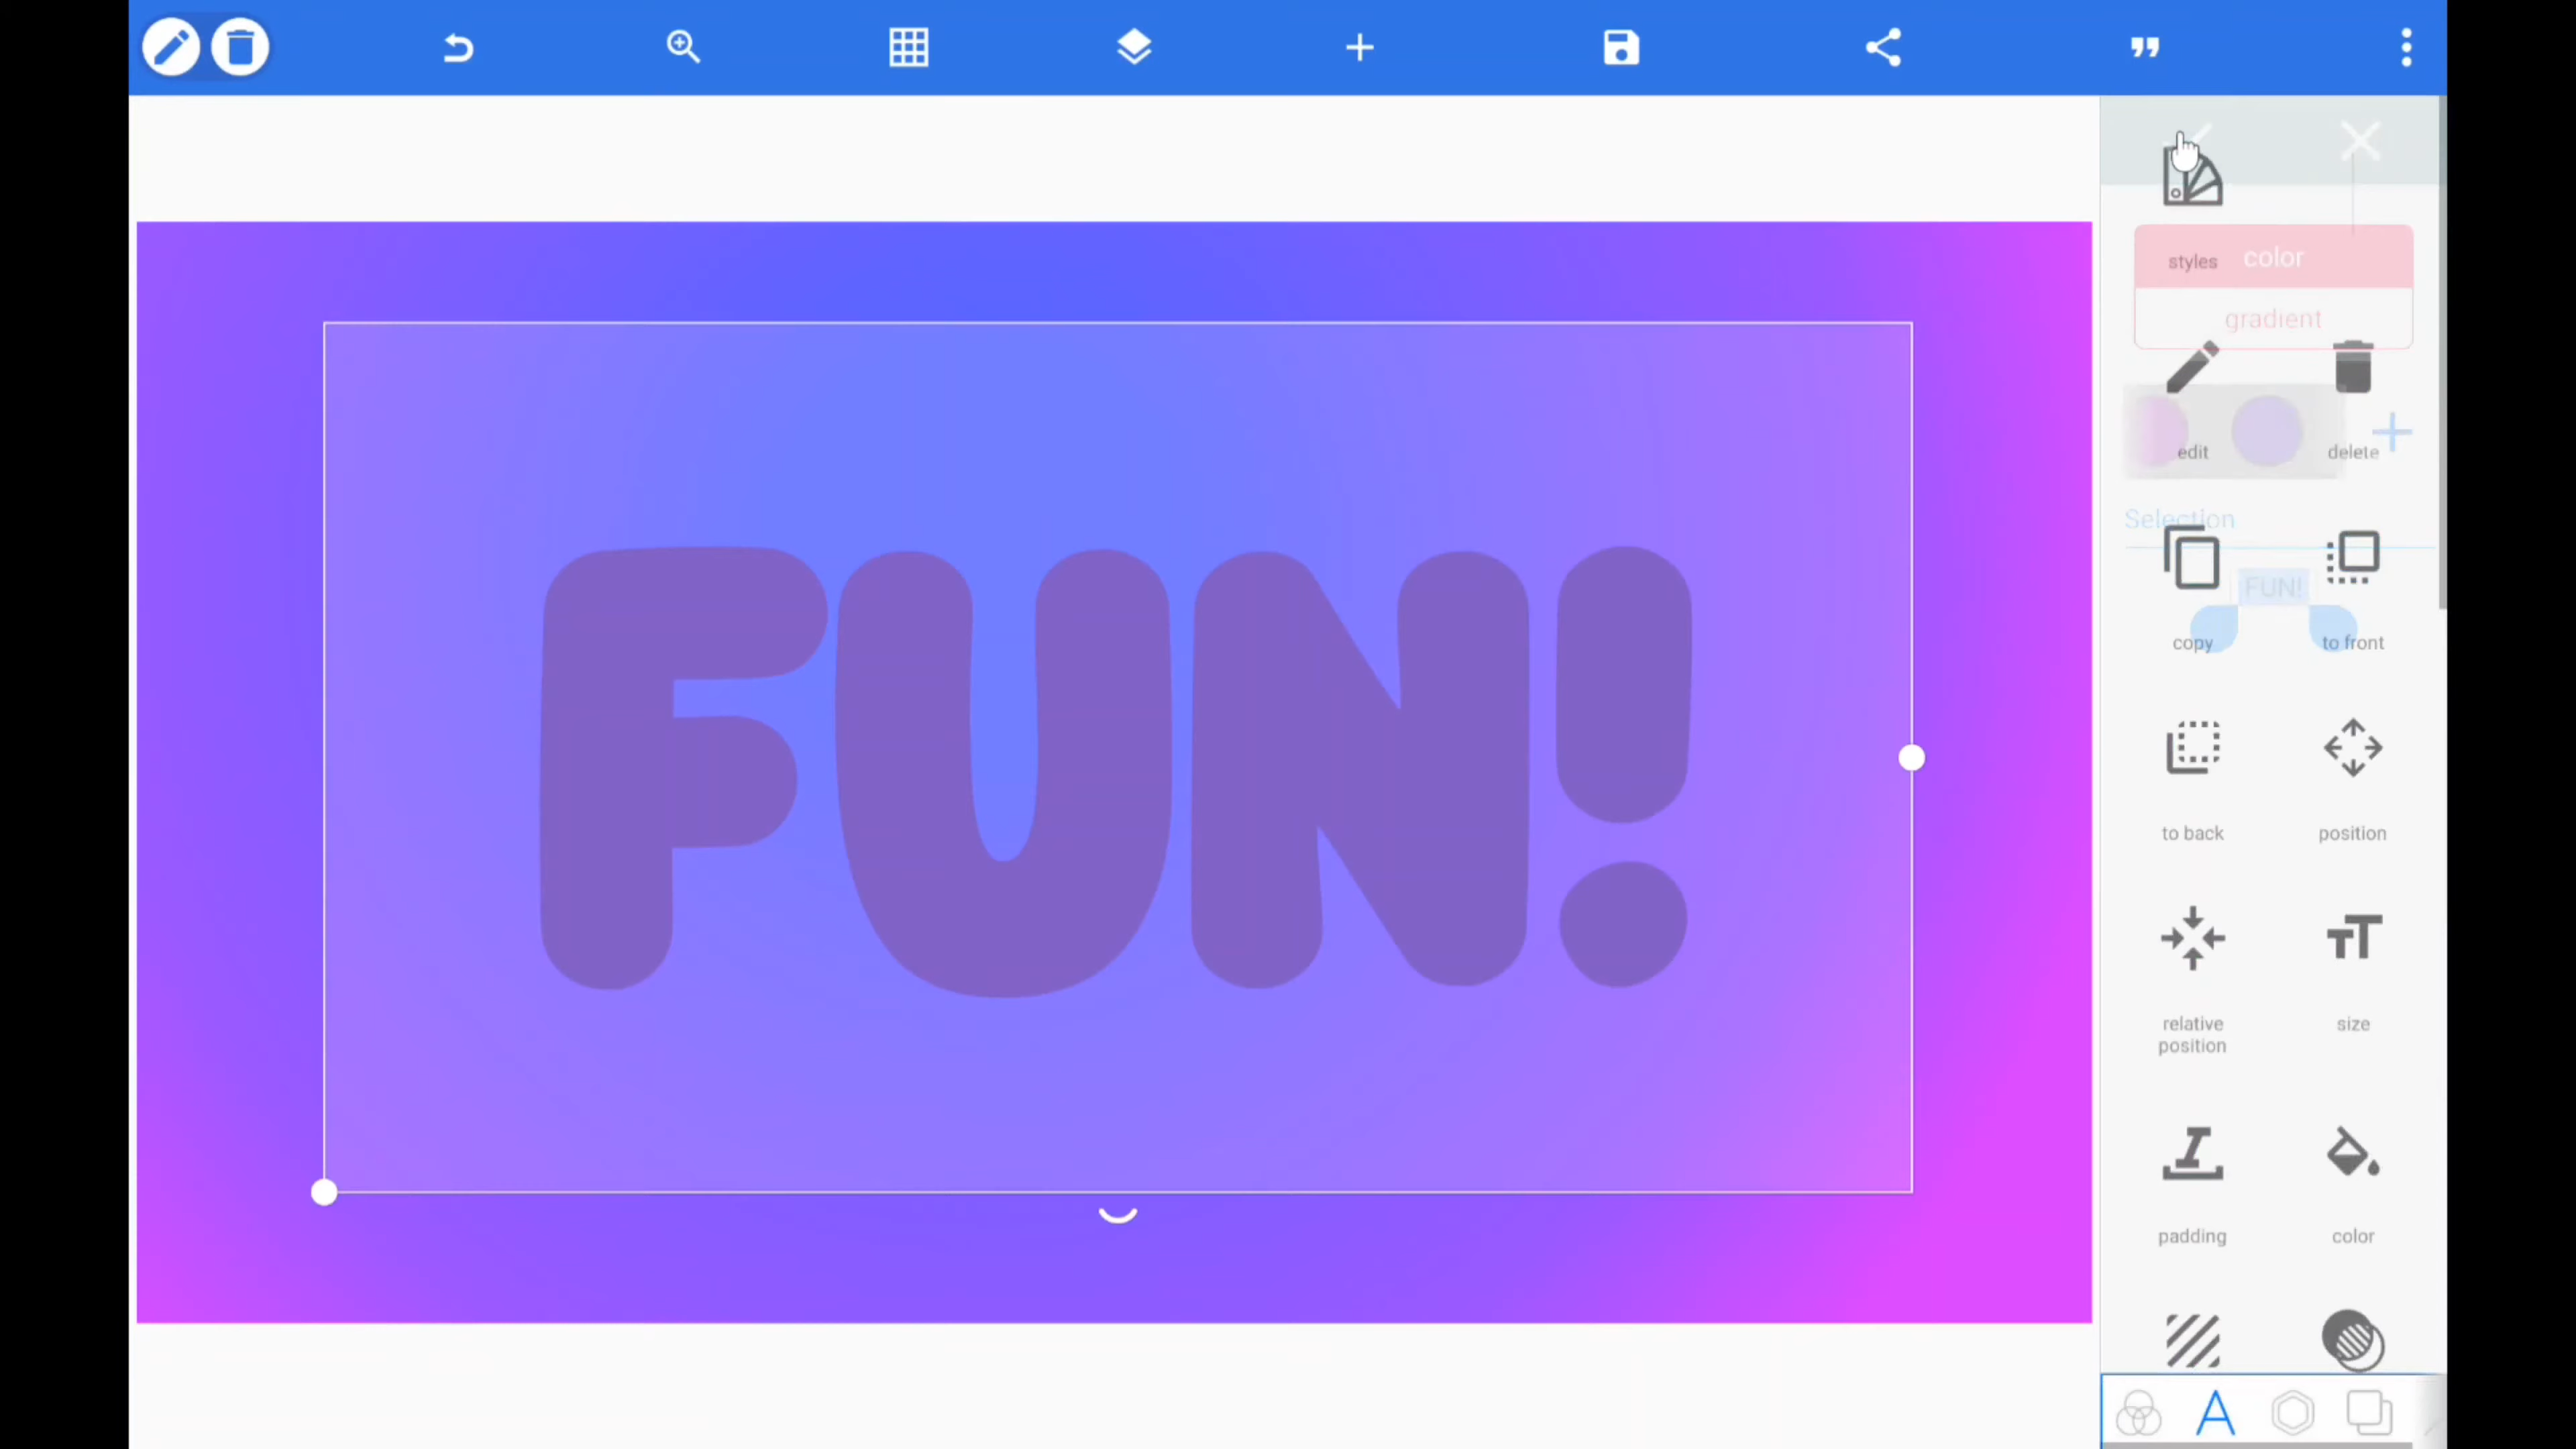 styles color
gradient
edit delete
Selection
FUN!
copy to front
FUN!
to back position
relative
position
size
padding color